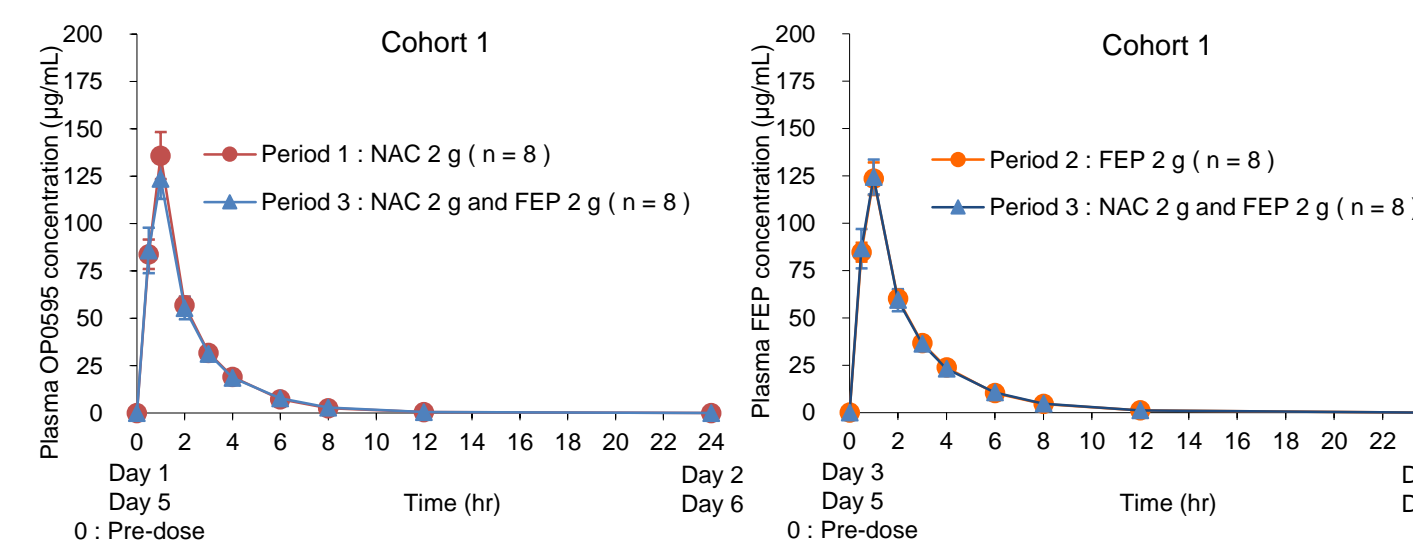 Cohort 1
Plasma OP0595 concentration (µg/mL)
200
175
150
125
100
75
50
25
0
Period 1 : NAC 2 g ( n = 8 )
Period 3 : NAC 2 g and FEP 2 g ( n = 8 )
0 2 4 6 8 10 12 14 16 18 20 22 24
Day 1 Day 2
Day 5 Time (hr) Day 6
0 : Pre-dose
Cohort 1
Plasma FEP concentration (µg/mL)
200
175
150
125
100
75
50
25
0
Period 2 : FEP 2 g ( n = 8 )
Period 3 : NAC 2 g and FEP 2 g ( n = 8 )
0 2 4 6 8 10 12 14 16 18 20 22
Day 3
Day 5 Time (hr)
0 : Pre-dose